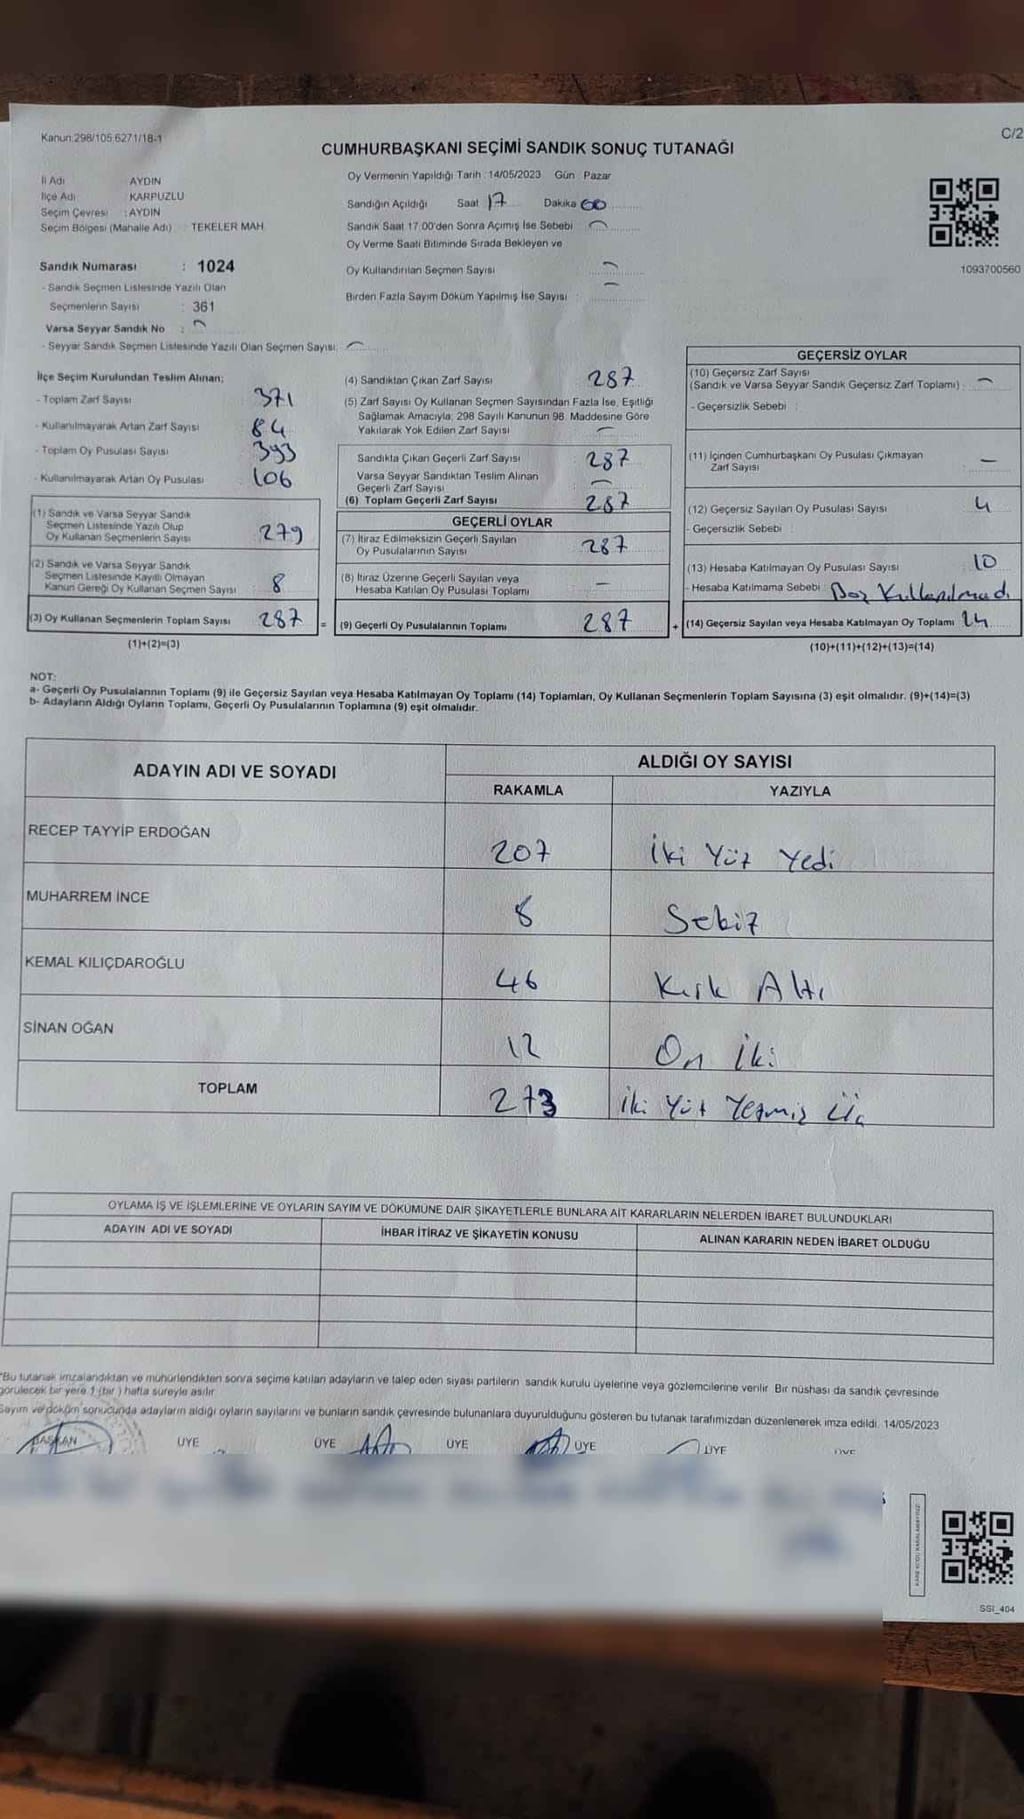 Kanun:298/105,6271/18-1
C/2
CUMHURBAŞKANI SEÇİMİ SANDIK SONUÇ TUTANAĞI
İl Adı AYDIN
İlçe Adı KARPUZLU
Seçim Çevresi : AYDIN
Seçim Bölgesi (Mahalle Adı) : TEKELER MAH.
Oy Vermenin Yapıldığı Tarih : 14/05/2023 Gün Pazar
Sandığın Açıldığı Saat 17 Dakika 00
Sandık Saat 17.00'den Sonra Açımış İse Sebebi
Oy Verme Saati Bitiminde Sırada Bekleyen ve
Oy Kullandırılan Seçmen Sayısı
Birden Fazla Sayım Döküm Yapılmış İse Sayısı :
1093700560
Sandık Numarası : 1024
- Sandık Seçmen Listesinde Yazılı Olan
Seçmenlerin Sayısı : 361
Varsa Seyyar Sandık No :
- Seyyar Sandık Seçmen Listesinde Yazılı Olan Seçmen Sayısı:
İlçe Seçim Kurulundan Teslim Alınan:
- Toplam Zarf Sayısı 371
- Kullanılmayarak Artan Zarf Sayısı 84
- Toplam Oy Pusulası Sayısı 393
- Kullanılmayarak Artan Oy Pusulası 106
(1) Sandık ve Varsa Seyyar Sandık
Seçmen Listesinde Yazılı Olup
Oy Kullanan Seçmenlerin Sayısı 279
(2) Sandık ve Varsa Seyyar Sandık
Seçmen Listesinde Kayıtlı Olmayan
Kanun Gereği Oy Kullanan Seçmen Sayısı 8
(3) Oy Kullanan Seçmenlerin Toplam Sayısı 287 =
(1)+(2)=(3)
(4) Sandıktan Çıkan Zarf Sayısı 287
(5) Zarf Sayısı Oy Kullanan Seçmen Sayısından Fazla İse, Eşitliği
Sağlamak Amacıyla; 298 Sayılı Kanunun 98. Maddesine Göre
Yakılarak Yok Edilen Zarf Sayısı —
Sandıkta Çıkan Geçerli Zarf Sayısı 287
Varsa Seyyar Sandıktan Teslim Alınan
Geçerli Zarf Sayısı
(6) Toplam Geçerli Zarf Sayısı 287
GEÇERLİ OYLAR
(7) İtiraz Edilmeksizin Geçerli Sayılan
Oy Pusulalarının Sayısı 287
(8) İtiraz Üzerine Geçerli Sayılan veya
Hesaba Katılan Oy Pusulası Toplamı —
(9) Geçerli Oy Pusulalarının Toplamı 287 +
GEÇERSİZ OYLAR
(10) Geçersiz Zarf Sayısı
(Sandık ve Varsa Seyyar Sandık Geçersiz Zarf Toplamı) : —
- Geçersizlik Sebebi :
(11) İçinden Cumhurbaşkanı Oy Pusulası Çıkmayan
Zarf Sayısı : —
(12) Geçersiz Sayılan Oy Pusulası Sayısı 4
- Geçersizlik Sebebi
(13) Hesaba Katılmayan Oy Pusulası Sayısı 10
- Hesaba Katılmama Sebebi Boş Kullanılmadı
(14) Geçersiz Sayılan veya Hesaba Katılmayan Oy Toplamı 14
(10)+(11)+(12)+(13)=(14)
NOT:
a- Geçerli Oy Pusulalarının Toplamı (9) ile Geçersiz Sayılan veya Hesaba Katılmayan Oy Toplamı (14) Toplamları, Oy Kullanan Seçmenlerin Toplam Sayısına (3) eşit olmalıdır. (9)+(14)=(3)
b- Adayların Aldığı Oyların Toplamı, Geçerli Oy Pusulalarının Toplamına (9) eşit olmalıdır.
ADAYIN ADI VE SOYADI
ALDIĞI OY SAYISI
RAKAMLA YAZIYLA
RECEP TAYYİP ERDOĞAN 207 İki Yüz Yedi
MUHARREM İNCE 8 Sekiz
KEMAL KILIÇDAROĞLU 46 Kırk Altı
SİNAN OĞAN 12 On İki
TOPLAM 273 İki Yüz Yetmiş Üç
OYLAMA İŞ VE İŞLEMLERİNE VE OYLARIN SAYIM VE DÖKÜMÜNE DAİR ŞİKAYETLERLE BUNLARA AİT KARARLARIN NELERDEN İBARET BULUNDUKLARI
ADAYIN ADI VE SOYADI İHBAR İTİRAZ VE ŞİKAYETİN KONUSU ALINAN KARARIN NEDEN İBARET OLDUĞU
*Bu tutanak imzalandıktan ve mühürlendikten sonra seçime katılan adayların ve talep eden siyasi partilerin sandık kurulu üyelerine veya gözlemcilerine verilir. Bir nüshası da sandık çevresinde
görülecek bir yere 1 (bir ) hafta süreyle asılır
Sayım ve döküm sonucunda adayların aldığı oyların sayılarını ve bunların sandık çevresinde bulunanlara duyurulduğunu gösteren bu tutanak tarafımızdan düzenlenerek imza edildi. 14/05/2023
BAŞKAN ÜYE ÜYE ÜYE ÜYE ÜYE ÜYE
SSI_404